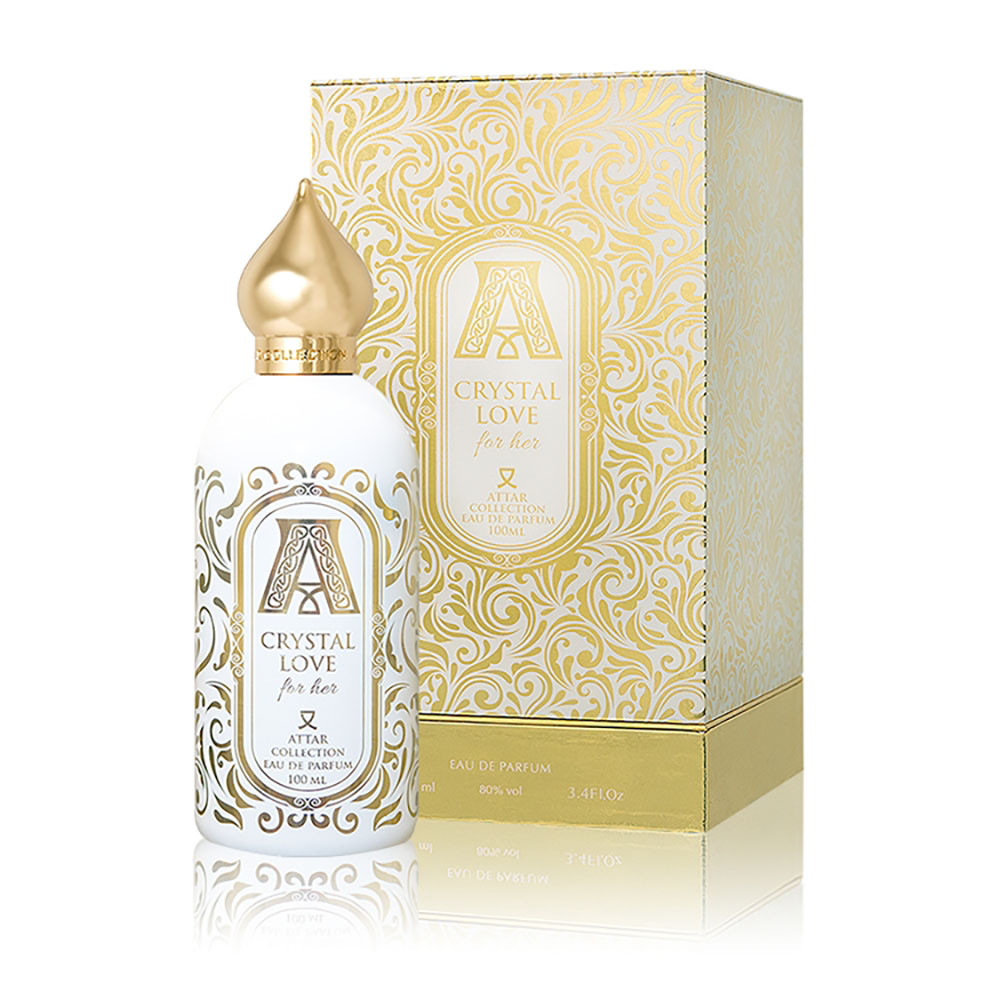 COLLECTION
A
CRYSTAL
LOVE
for her
ATTAR
COLLECTION
EAU DE PARFUM
100 ML
A
CRYSTAL
LOVE
for her
ATTAR
COLLECTION
EAU DE PARFUM
100ML
EAU DE PARFUM
ml
80% vol
3.4Fl.Oz